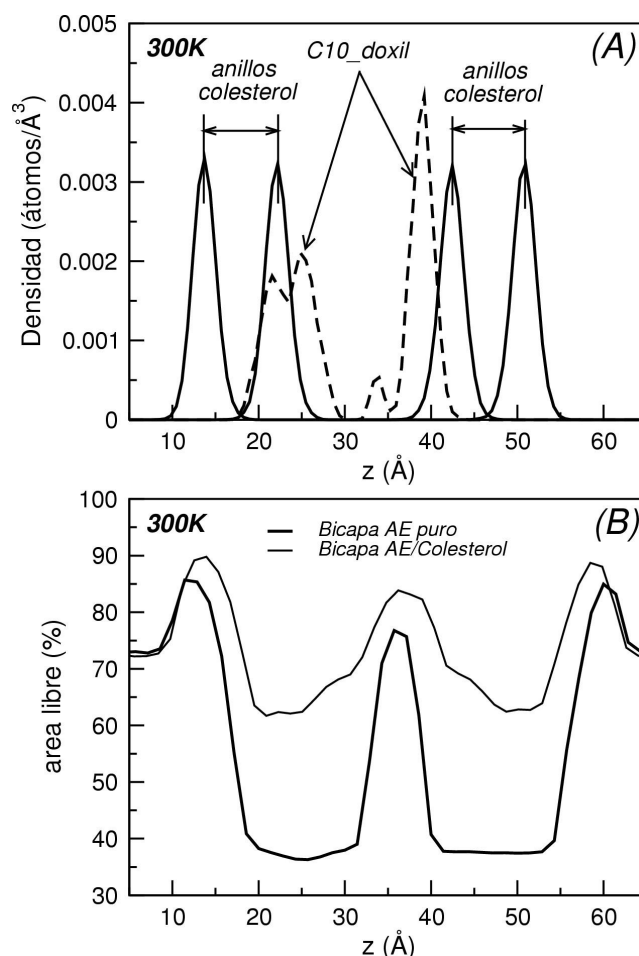 300K
(A)
C10_doxil
anillos
colesterol
anillos
colesterol
Densidad (átomos/Å³)
0.005
0.004
0.003
0.002
0.001
0
10 20 30 40 50 60
z (Å)
300K
(B)
Bicapa AE puro
Bicapa AE/Colesterol
area libre (%)
100
90
80
70
60
50
40
30
10 20 30 40 50 60
z (Å)